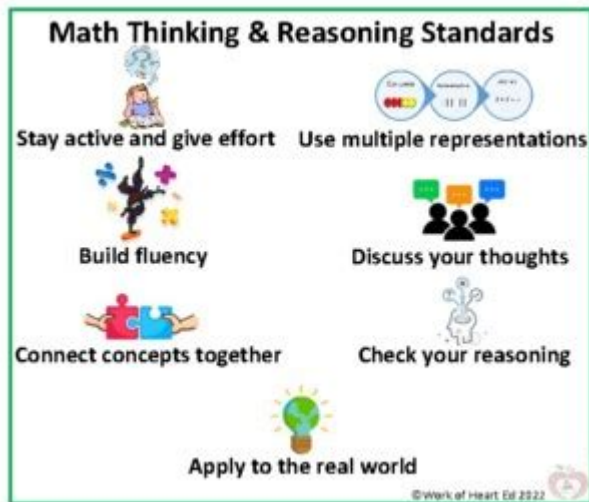 Math Thinking & Reasoning Standards
Stay active and give effort
Use multiple representations
Build fluency
Discuss your thoughts
Connect concepts together
Check your reasoning
Apply to the real world
©Work of Heart Ed 2022